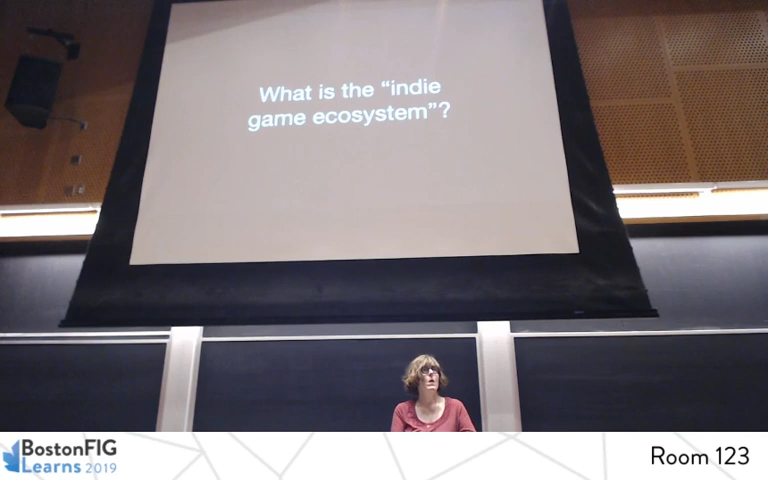 What is the “indie
game ecosystem”?
BostonFIG
Learns 2019
Room 123